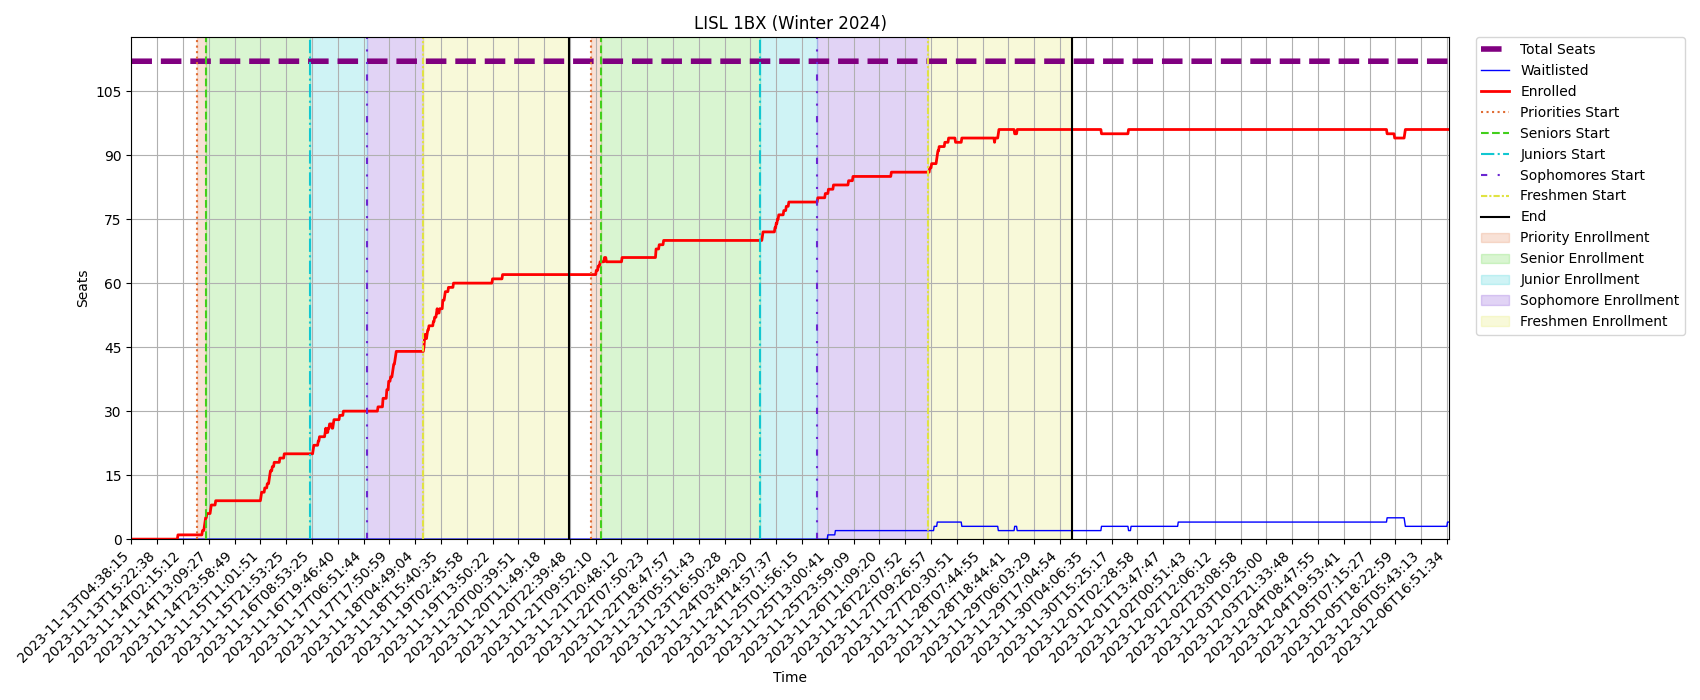 LISL 1BX (Winter 2024)
Seats
105
90
75
60
45
30
15
0
2023-11-13T04:38:15
2023-11-13T15:22:38
2023-11-14T02:15:12
2023-11-14T13:09:27
2023-11-14T23:58:49
2023-11-15T11:01:51
2023-11-15T21:53:25
2023-11-16T08:53:25
2023-11-16T19:46:40
2023-11-17T06:51:44
2023-11-17T17:50:59
2023-11-18T04:49:04
2023-11-18T15:40:35
2023-11-19T02:45:58
2023-11-19T13:50:22
2023-11-20T00:39:51
2023-11-20T11:49:18
2023-11-20T22:39:48
2023-11-21T09:52:10
2023-11-21T20:48:12
2023-11-22T07:50:23
2023-11-22T18:47:57
2023-11-23T05:51:43
2023-11-23T16:50:28
2023-11-24T03:49:20
2023-11-24T14:57:37
2023-11-25T01:56:15
2023-11-25T13:00:41
2023-11-25T23:59:09
2023-11-26T11:09:20
2023-11-26T22:07:52
2023-11-27T09:26:57
2023-11-27T20:30:51
2023-11-28T07:44:55
2023-11-28T18:44:41
2023-11-29T06:03:29
2023-11-29T17:04:54
2023-11-30T04:06:35
2023-11-30T15:25:17
2023-12-01T02:28:58
2023-12-01T13:47:47
2023-12-02T00:51:43
2023-12-02T12:06:12
2023-12-02T23:08:58
2023-12-03T10:25:00
2023-12-03T21:33:48
2023-12-04T08:47:55
2023-12-04T19:53:41
2023-12-05T07:15:27
2023-12-05T18:22:59
2023-12-06T05:43:13
2023-12-06T16:51:34
Time
Total Seats
Waitlisted
Enrolled
Priorities Start
Seniors Start
Juniors Start
Sophomores Start
Freshmen Start
End
Priority Enrollment
Senior Enrollment
Junior Enrollment
Sophomore Enrollment
Freshmen Enrollment